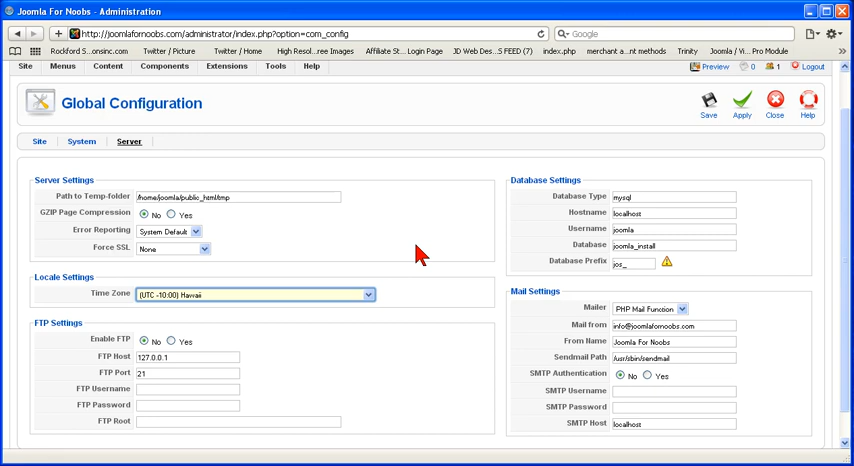 Joomla For Noobs - Administration
http://joomlafornoobs.com/administrator/index.php?option=com_config
Google
Rockford S....onsinc.com Twitter / Picture Twitter / Home High Resol...ree Images Affiliate St....Login Page JD Web Des...S FEED (7) index.php merchant a...nt methods Trinity Joomla / Vi... Pro Module
Site Menus Content Components Extensions Tools Help
Preview 0 1 Logout
Global Configuration
Save Apply Close Help
Site System Server
Server Settings
Path to Temp-folder /home/joomla/public_html/tmp
GZIP Page Compression No Yes
Error Reporting System Default
Force SSL None
Locale Settings
Time Zone (UTC -10:00) Hawaii
FTP Settings
Enable FTP No Yes
FTP Host 127.0.0.1
FTP Port 21
FTP Username
FTP Password
FTP Root
Database Settings
Database Type mysql
Hostname localhost
Username joomla
Database joomla_install
Database Prefix jos_
Mail Settings
Mailer PHP Mail Function
Mail from info@joomlafornoobs.com
From Name Joomla For Noobs
Sendmail Path /usr/sbin/sendmail
SMTP Authentication No Yes
SMTP Username
SMTP Password
SMTP Host localhost